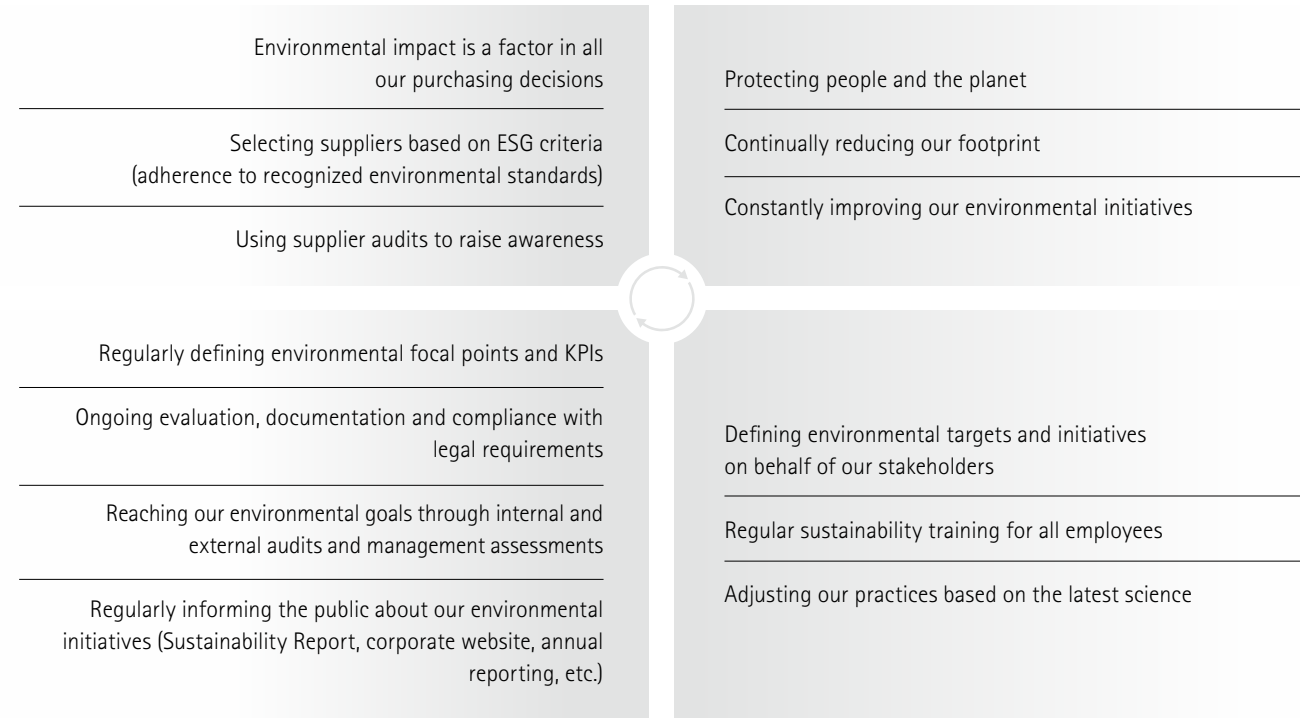 Environmental impact is a factor in all
our purchasing decisions
Selecting suppliers based on ESG criteria
(adherence to recognized environmental standards)
Using supplier audits to raise awareness
Protecting people and the planet
Continually reducing our footprint
Constantly improving our environmental initiatives
Regularly defining environmental focal points and KPIs
Ongoing evaluation, documentation and compliance with
legal requirements
Reaching our environmental goals through internal and
external audits and management assessments
Regularly informing the public about our environmental
initiatives (Sustainability Report, corporate website, annual
reporting, etc.)
Defining environmental targets and initiatives
on behalf of our stakeholders
Regular sustainability training for all employees
Adjusting our practices based on the latest science